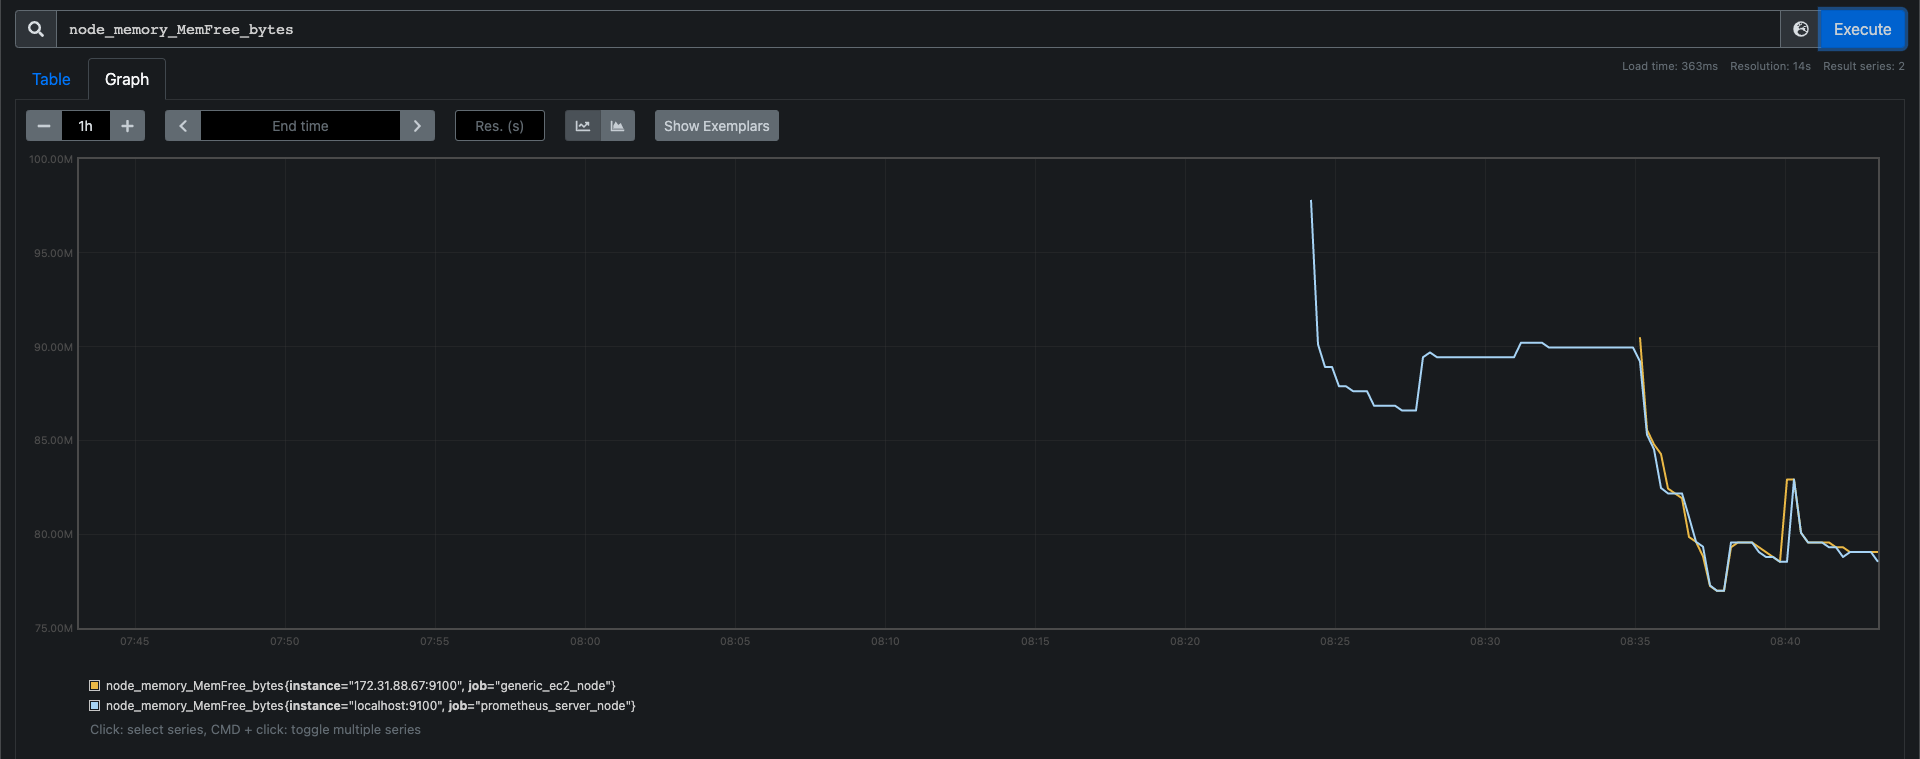 node_memory_MemFree_bytes
Execute
Load time: 363ms Resolution: 14s Result series: 2
Table Graph
1h
End time
Res. (s)
Show Exemplars
100.00M
95.00M
90.00M
85.00M
80.00M
75.00M
07:45 07:50 07:55 08:00 08:05 08:10 08:15 08:20 08:25 08:30 08:35 08:40
node_memory_MemFree_bytes{instance="172.31.88.67:9100", job="generic_ec2_node"}
node_memory_MemFree_bytes{instance="localhost:9100", job="prometheus_server_node"}
Click: select series, CMD + click: toggle multiple series